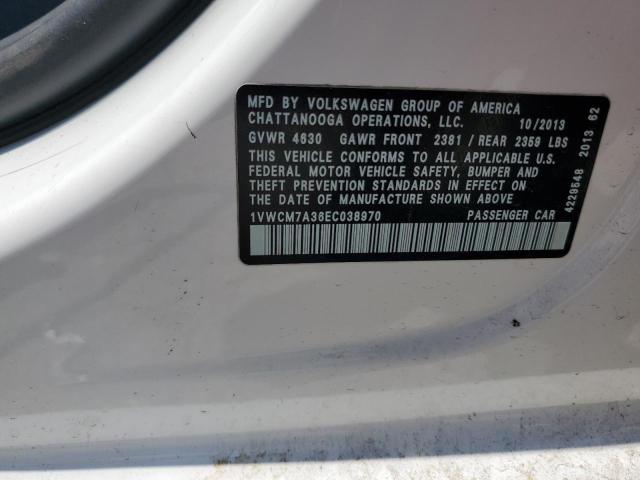 MFD BY VOLKSWAGEN GROUP OF AMERICA
CHATTANOOGA OPERATIONS, LLC. 10/2013
GVWR 4630 GAWR FRONT 2381 / REAR 2359 LBS
THIS VEHICLE CONFORMS TO ALL APPLICABLE U.S.
FEDERAL MOTOR VEHICLE SAFETY, BUMPER AND
THEFT PREVENTION STANDARDS IN EFFECT ON
THE DATE OF MANUFACTURE SHOWN ABOVE
1VWCM7A36EC038970 PASSENGER CAR
4229548 2013 62